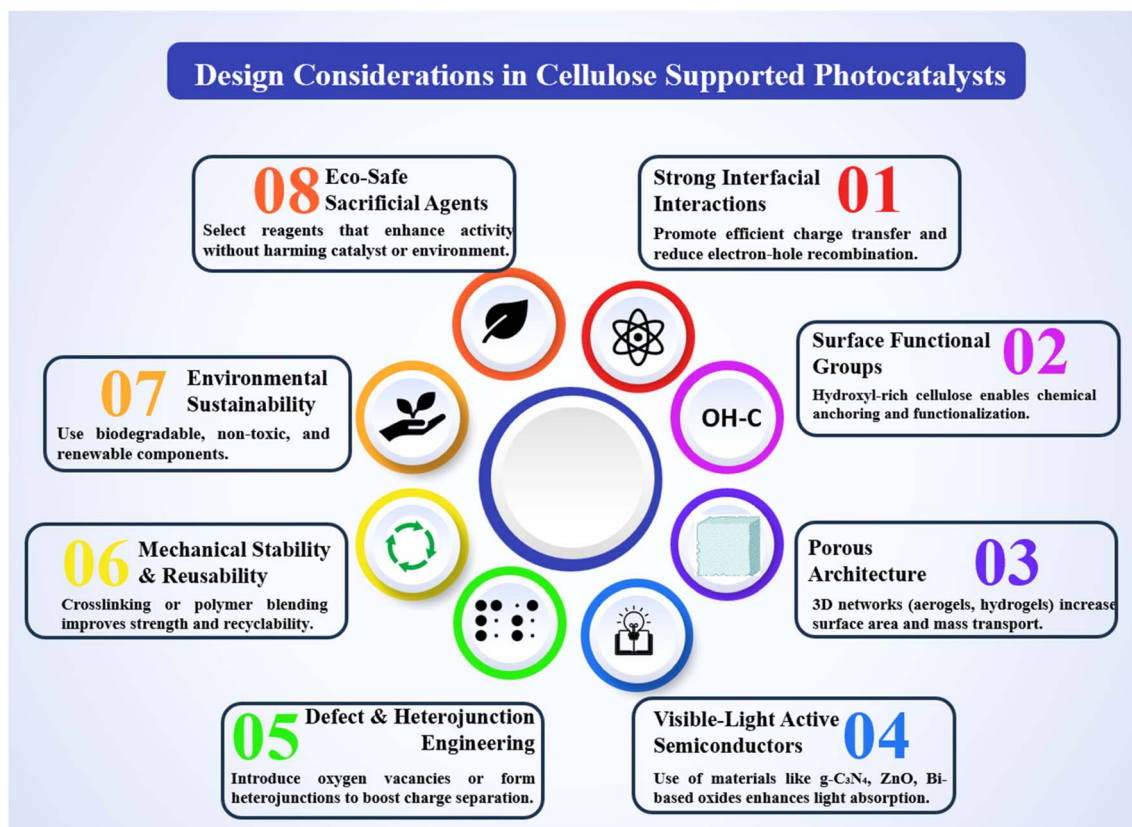 Design Considerations in Cellulose Supported Photocatalysts
08 Eco-Safe
Sacrificial Agents
Select reagents that enhance activity
without harming catalyst or environment.
Strong Interfacial 01
Interactions
Promote efficient charge transfer and
reduce electron-hole recombination.
07 Environmental
Sustainability
Use biodegradable, non-toxic, and
renewable components.
OH-C
Surface Functional 02
Groups
Hydroxyl-rich cellulose enables chemical
anchoring and functionalization.
06 Mechanical Stability
& Reusability
Crosslinking or polymer blending
improves strength and recyclability.
Porous 03
Architecture
3D networks (aerogels, hydrogels) increase
surface area and mass transport.
05 Defect & Heterojunction
Engineering
Introduce oxygen vacancies or form
heterojunctions to boost charge separation.
Visible-Light Active 04
Semiconductors
Use of materials like g-C₃N₄, ZnO, Bi-
based oxides enhances light absorption.